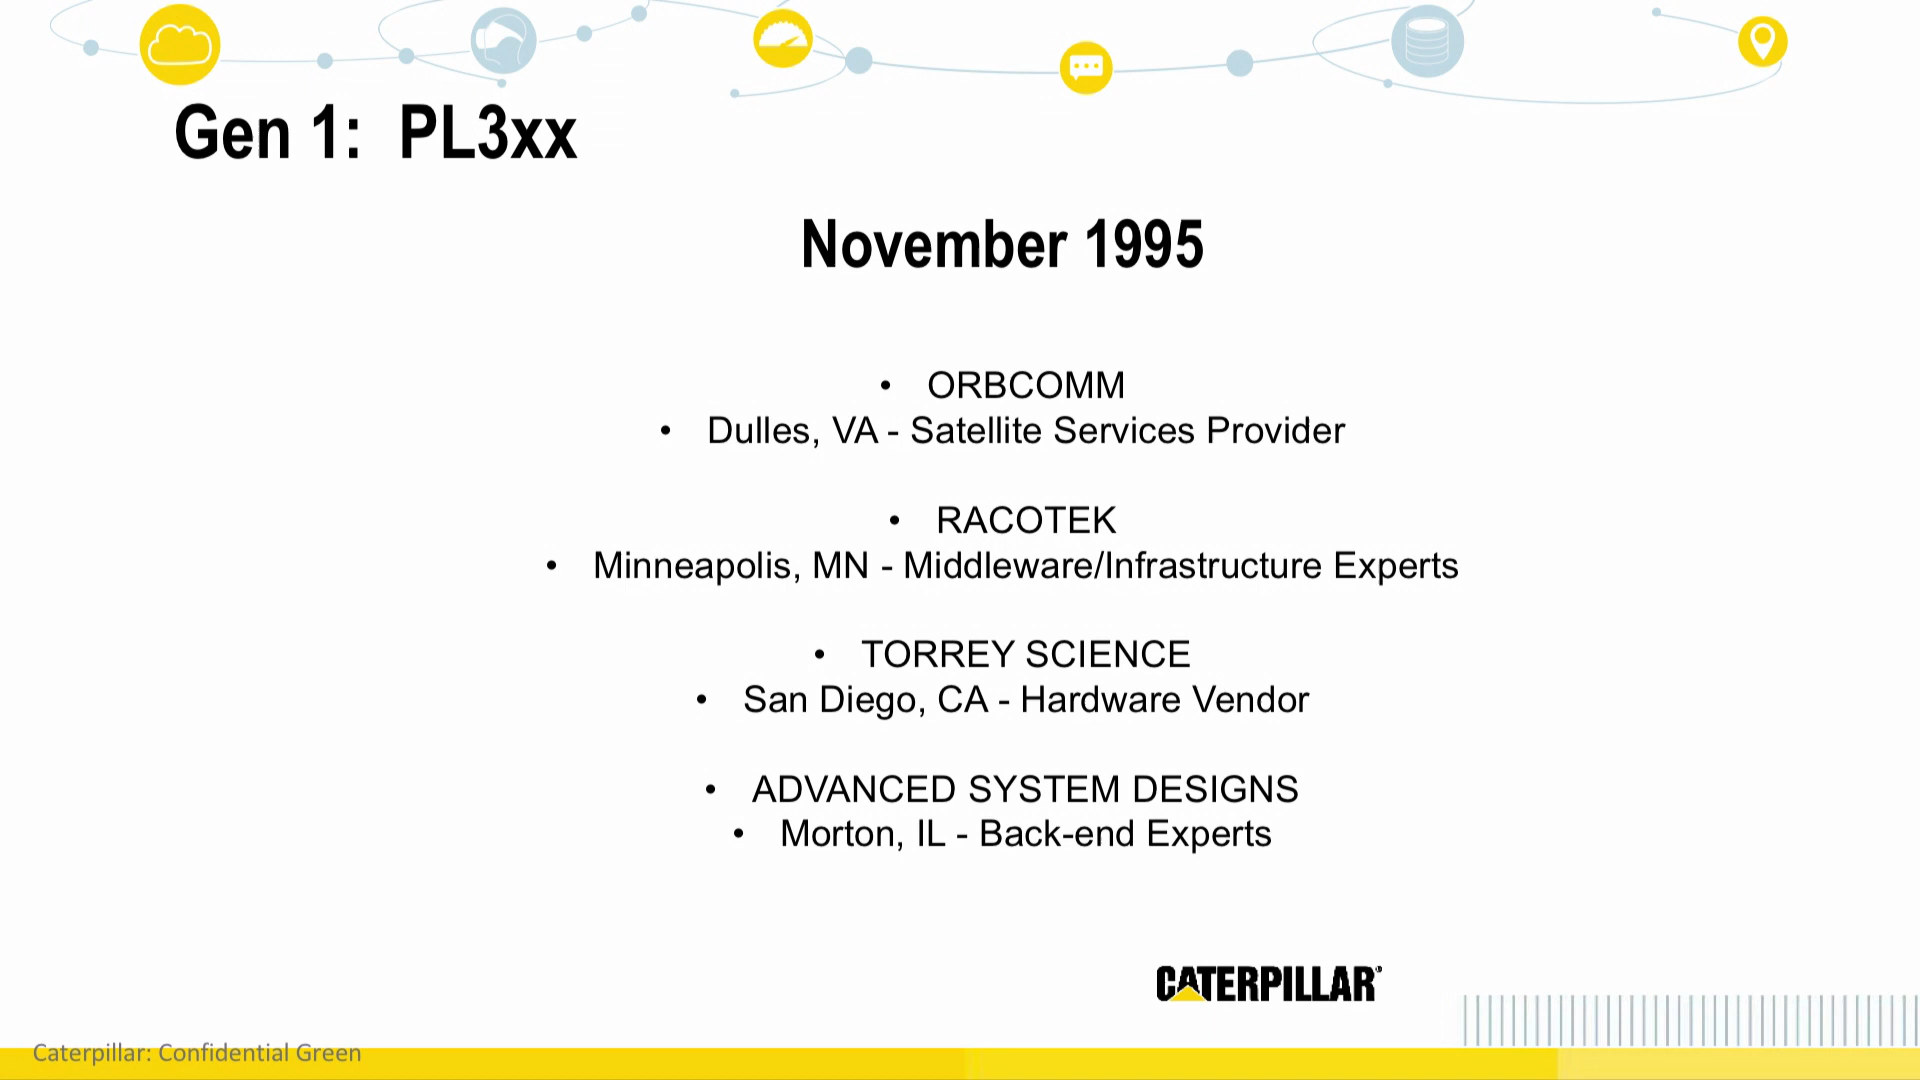 Gen 1: PL3xx
November 1995
• ORBCOMM
• Dulles, VA - Satellite Services Provider
• RACOTEK
• Minneapolis, MN - Middleware/Infrastructure Experts
• TORREY SCIENCE
• San Diego, CA - Hardware Vendor
• ADVANCED SYSTEM DESIGNS
• Morton, IL - Back-end Experts
CATERPILLAR®
Caterpillar: Confidential Green